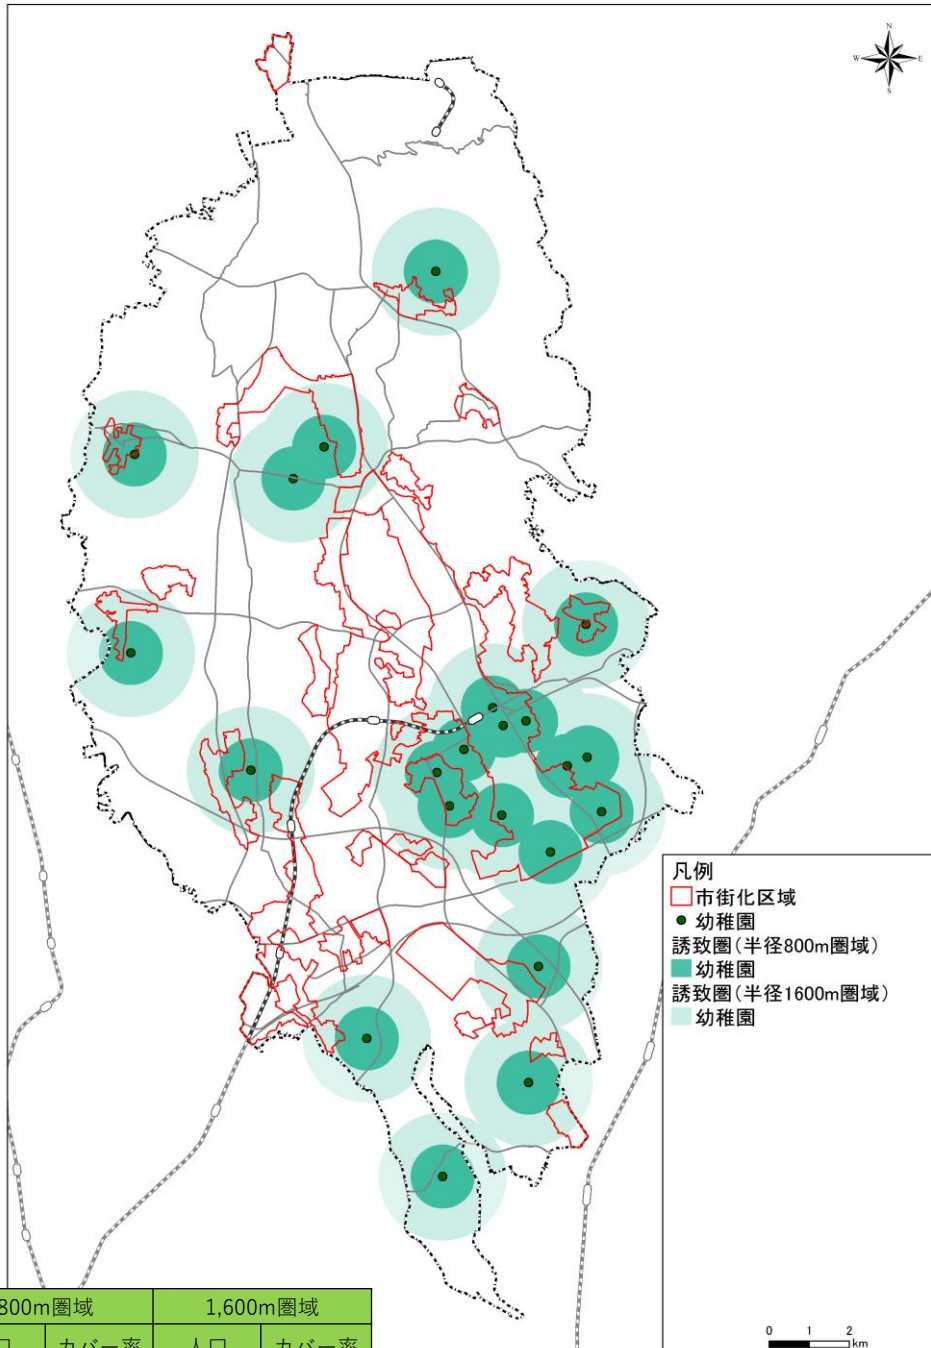 N
W
E
S
凡例
市街化区域
幼稚園
誘致圏(半径800m圏域)
幼稚園
誘致圏(半径1600m圏域)
幼稚園
800m圏域
1,600m圏域
口
カバー率
人口
カバー率
0 1 2
km